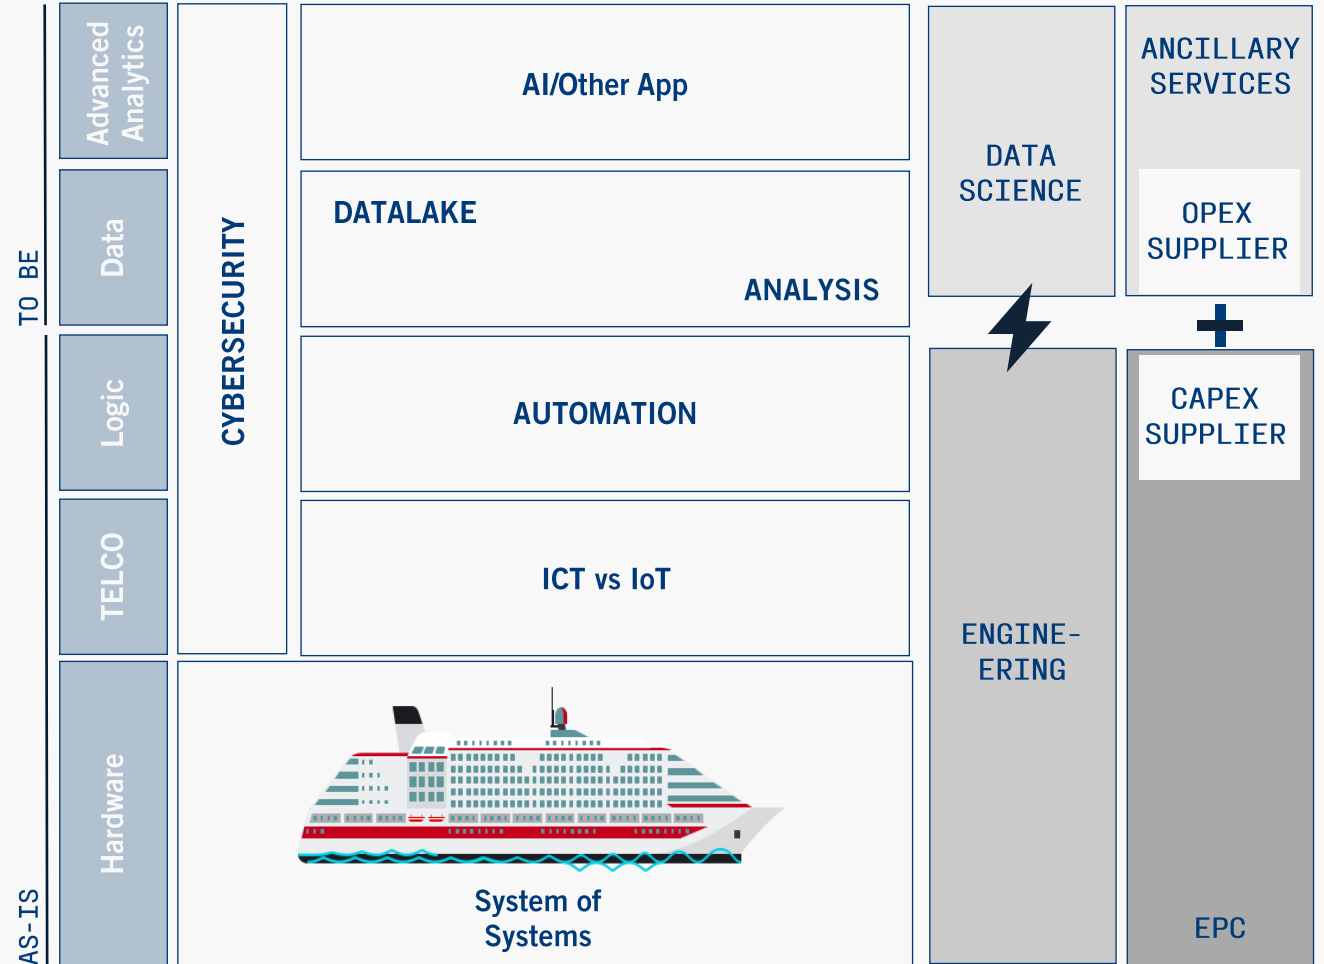 TO BE
AS-IS
Advanced
Analytics
Data
Logic
TELCO
Hardware
CYBERSECURITY
AI/Other App
DATALAKE
ANALYSIS
AUTOMATION
ICT vs IoT
System of
Systems
DATA
SCIENCE
ENGINE-
ERING
ANCILLARY
SERVICES
OPEX
SUPPLIER
CAPEX
SUPPLIER
EPC